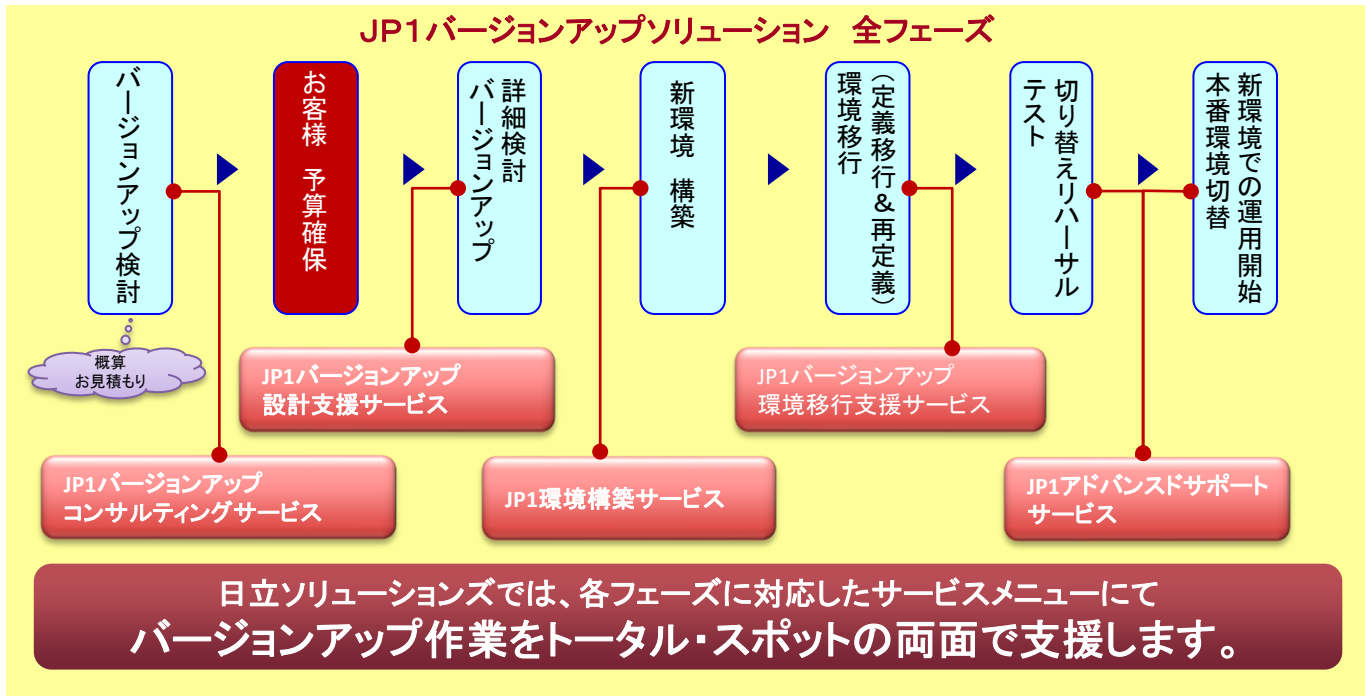 JP1バージョンアップソリューション 全フェーズ
バージョンアップ検討
お客様 予算確保
詳細検討
バージョンアップ
新環境 構築
（定義移行＆再定義）
環境移行
切り替えリハーサル
テスト
新環境での運用開始
本番環境切替
概算
お見積もり
JP1バージョンアップ
設計支援サービス
JP1バージョンアップ
環境移行支援サービス
JP1バージョンアップ
コンサルティングサービス
JP1環境構築サービス
JP1アドバンスドサポート
サービス
日立ソリューションズでは、各フェーズに対応したサービスメニューにて
バージョンアップ作業をトータル・スポットの両面で支援します。